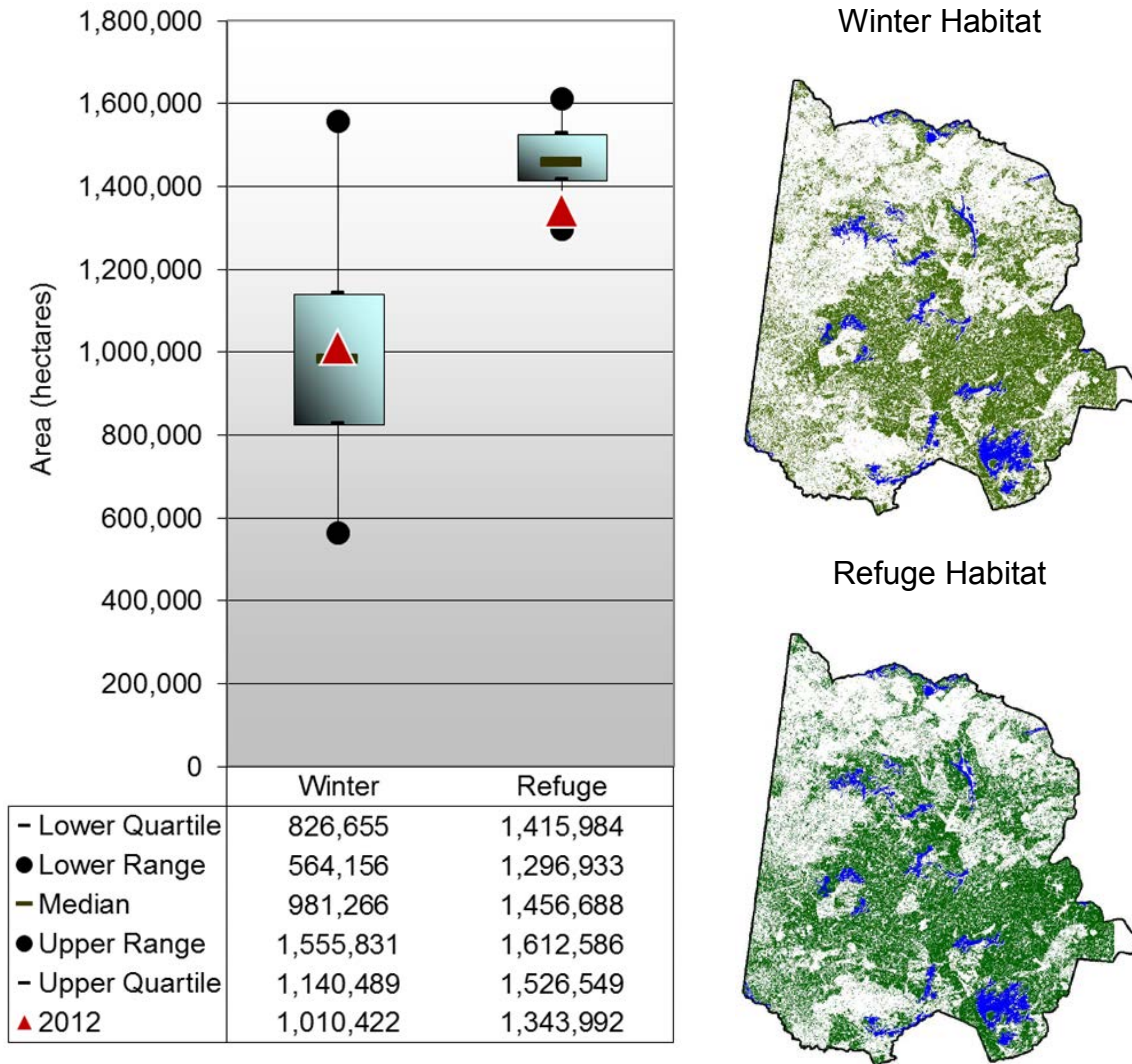 1,800,000
1,600,000
1,400,000
1,200,000
1,000,000
800,000
600,000
400,000
200,000
0
Area (hectares)
Winter Refuge
- Lower Quartile 826,655 1,415,984
● Lower Range 564,156 1,296,933
- Median 981,266 1,456,688
● Upper Range 1,555,831 1,612,586
- Upper Quartile 1,140,489 1,526,549
▲ 2012 1,010,422 1,343,992
Winter Habitat
Refuge Habitat